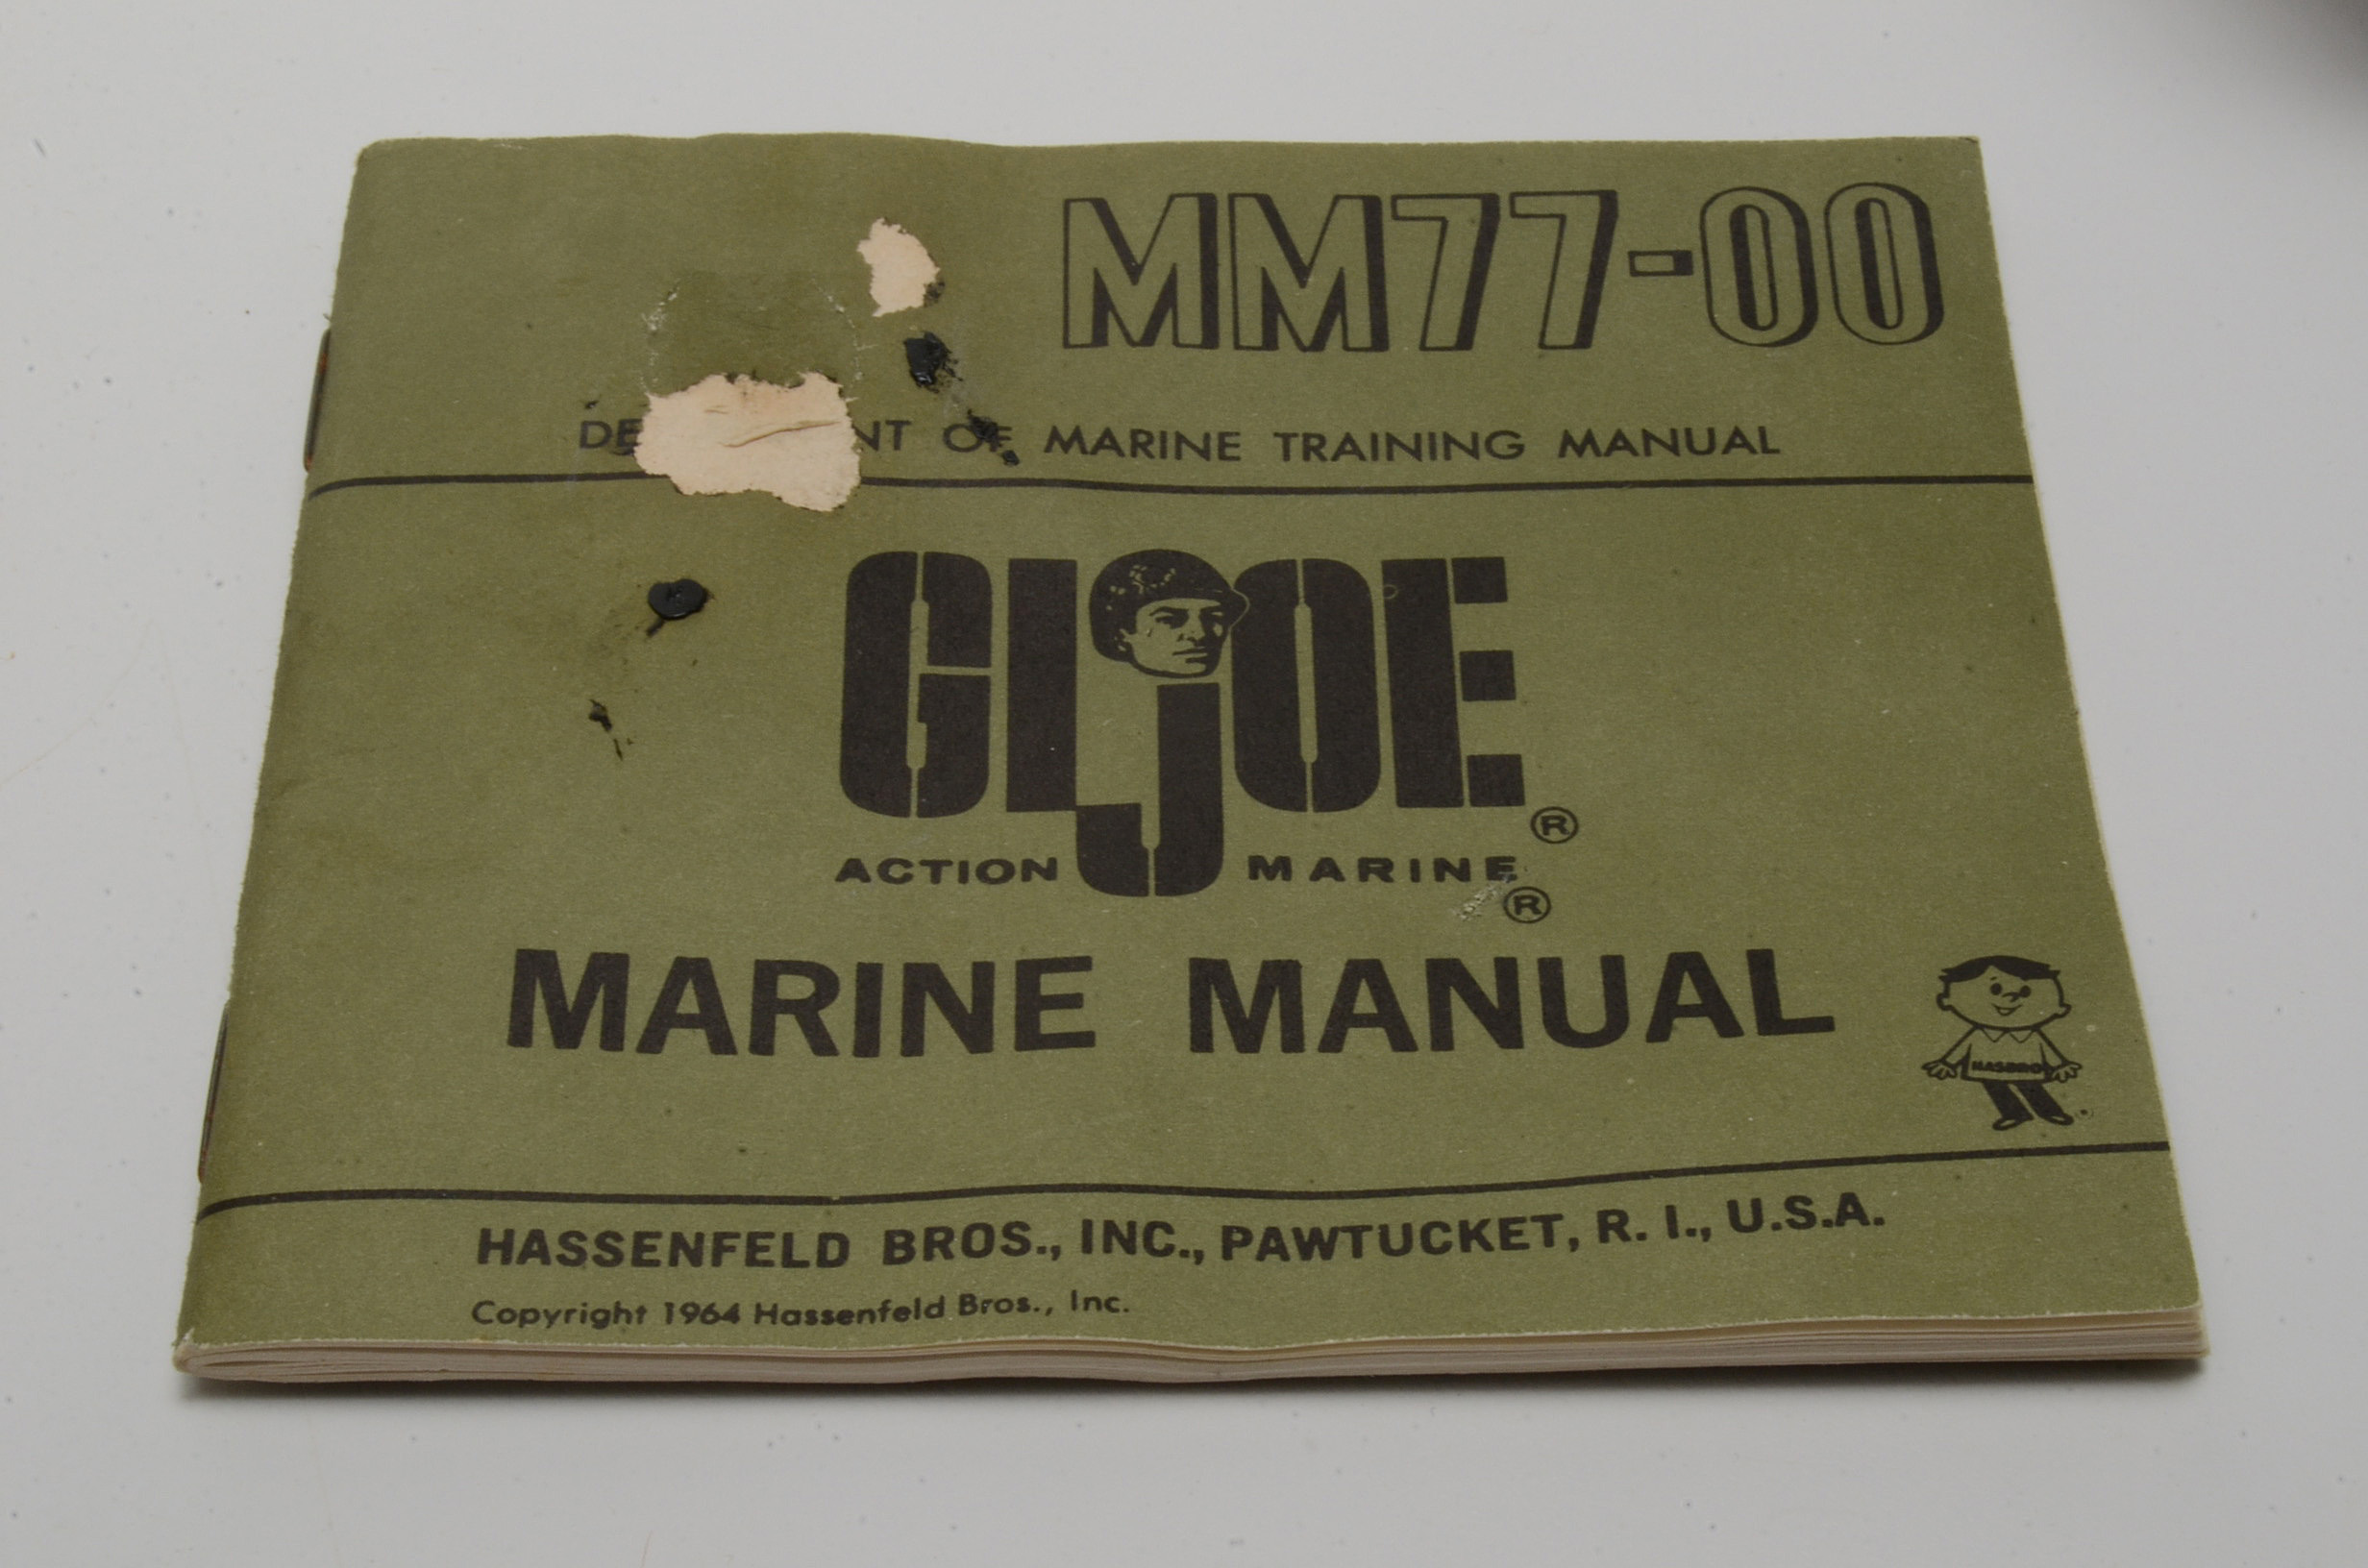 MM77-00
DE NT OF MARINE TRAINING MANUAL
GI JOE ®
ACTION MARINE ®
MARINE MANUAL
HASBRO
HASSENFELD BROS., INC., PAWTUCKET, R. I., U.S.A.
Copyright 1964 Hassenfeld Bros., Inc.